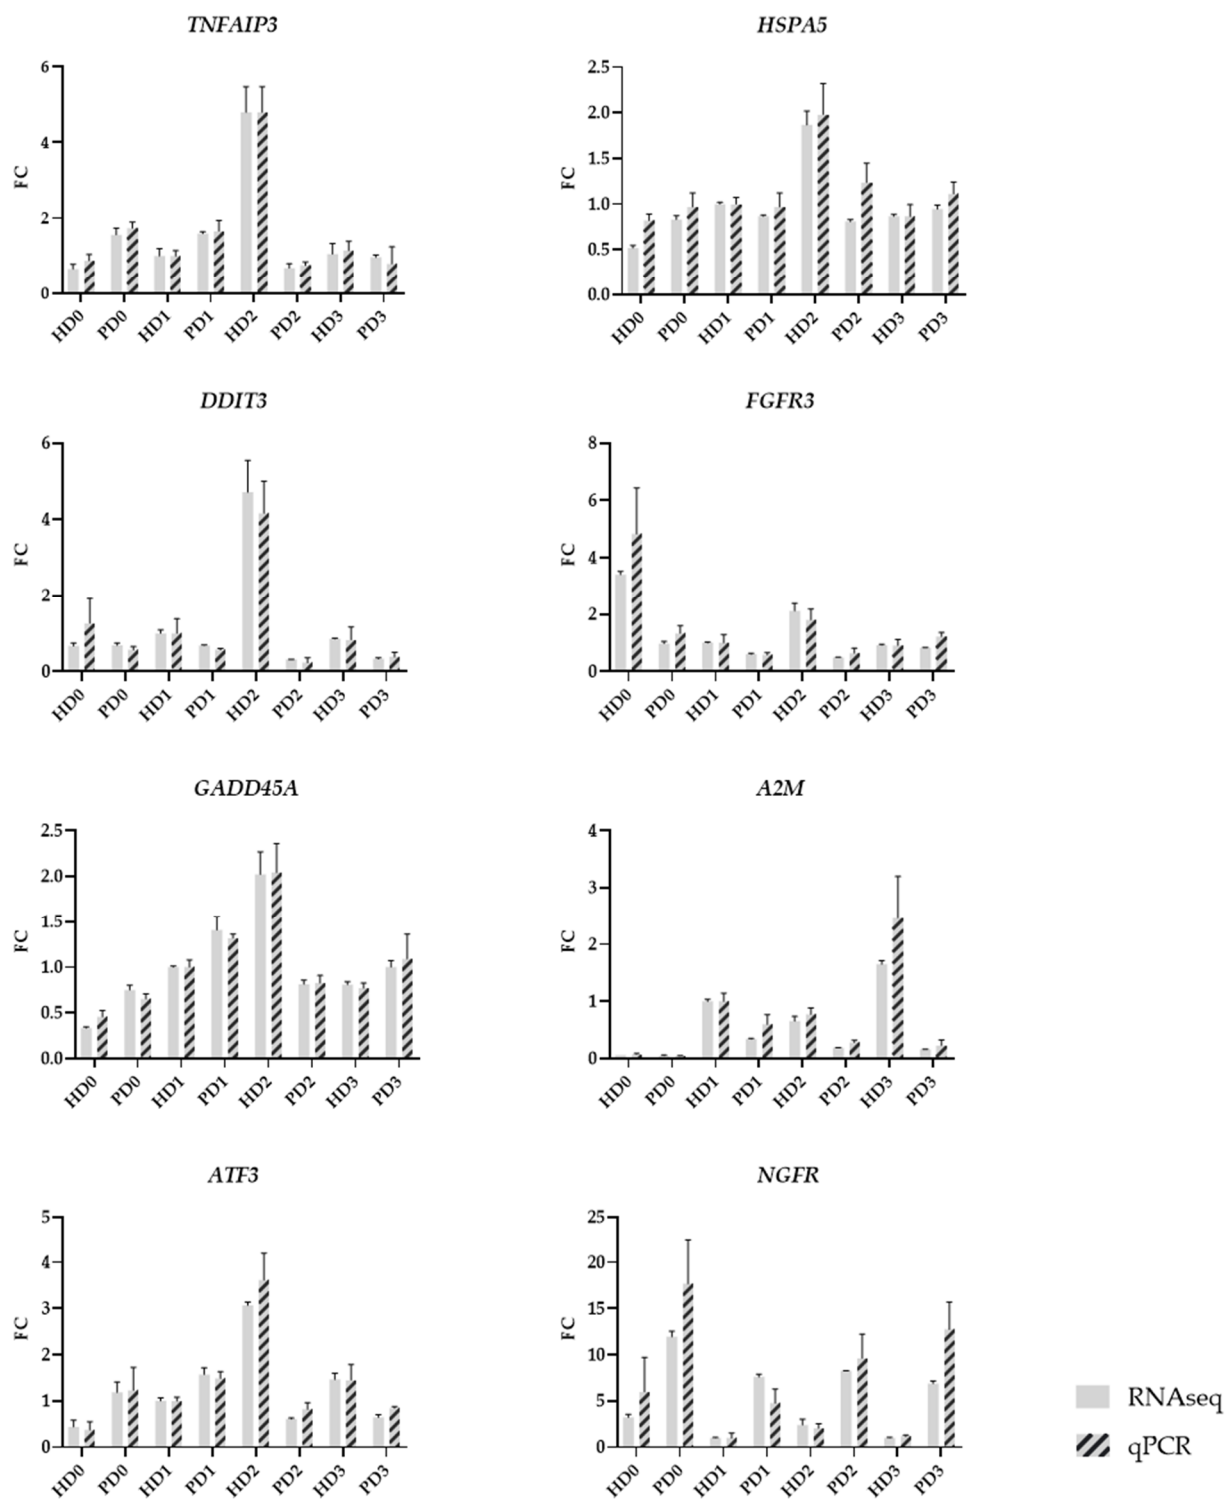 TNFAIP3
HSPA5
6
4
2
0
FC
HD0 PD0 HD1 PD1 HD2 PD2 HD3 PD3
2.5
2.0
1.5
1.0
0.5
0.0
FC
HD0 PD0 HD1 PD1 HD2 PD2 HD3 PD3
DDIT3
FGFR3
6
4
2
0
FC
HD0 PD0 HD1 PD1 HD2 PD2 HD3 PD3
8
6
4
2
0
FC
HD0 PD0 HD1 PD1 HD2 PD2 HD3 PD3
GADD45A
A2M
2.5
2.0
1.5
1.0
0.5
0.0
FC
HD0 PD0 HD1 PD1 HD2 PD2 HD3 PD3
4
3
2
1
0
FC
HD0 PD0 HD1 PD1 HD2 PD2 HD3 PD3
ATF3
NGFR
5
4
3
2
1
0
FC
HD0 PD0 HD1 PD1 HD2 PD2 HD3 PD3
25
20
15
10
5
0
FC
HD0 PD0 HD1 PD1 HD2 PD2 HD3 PD3
RNAseq
qPCR